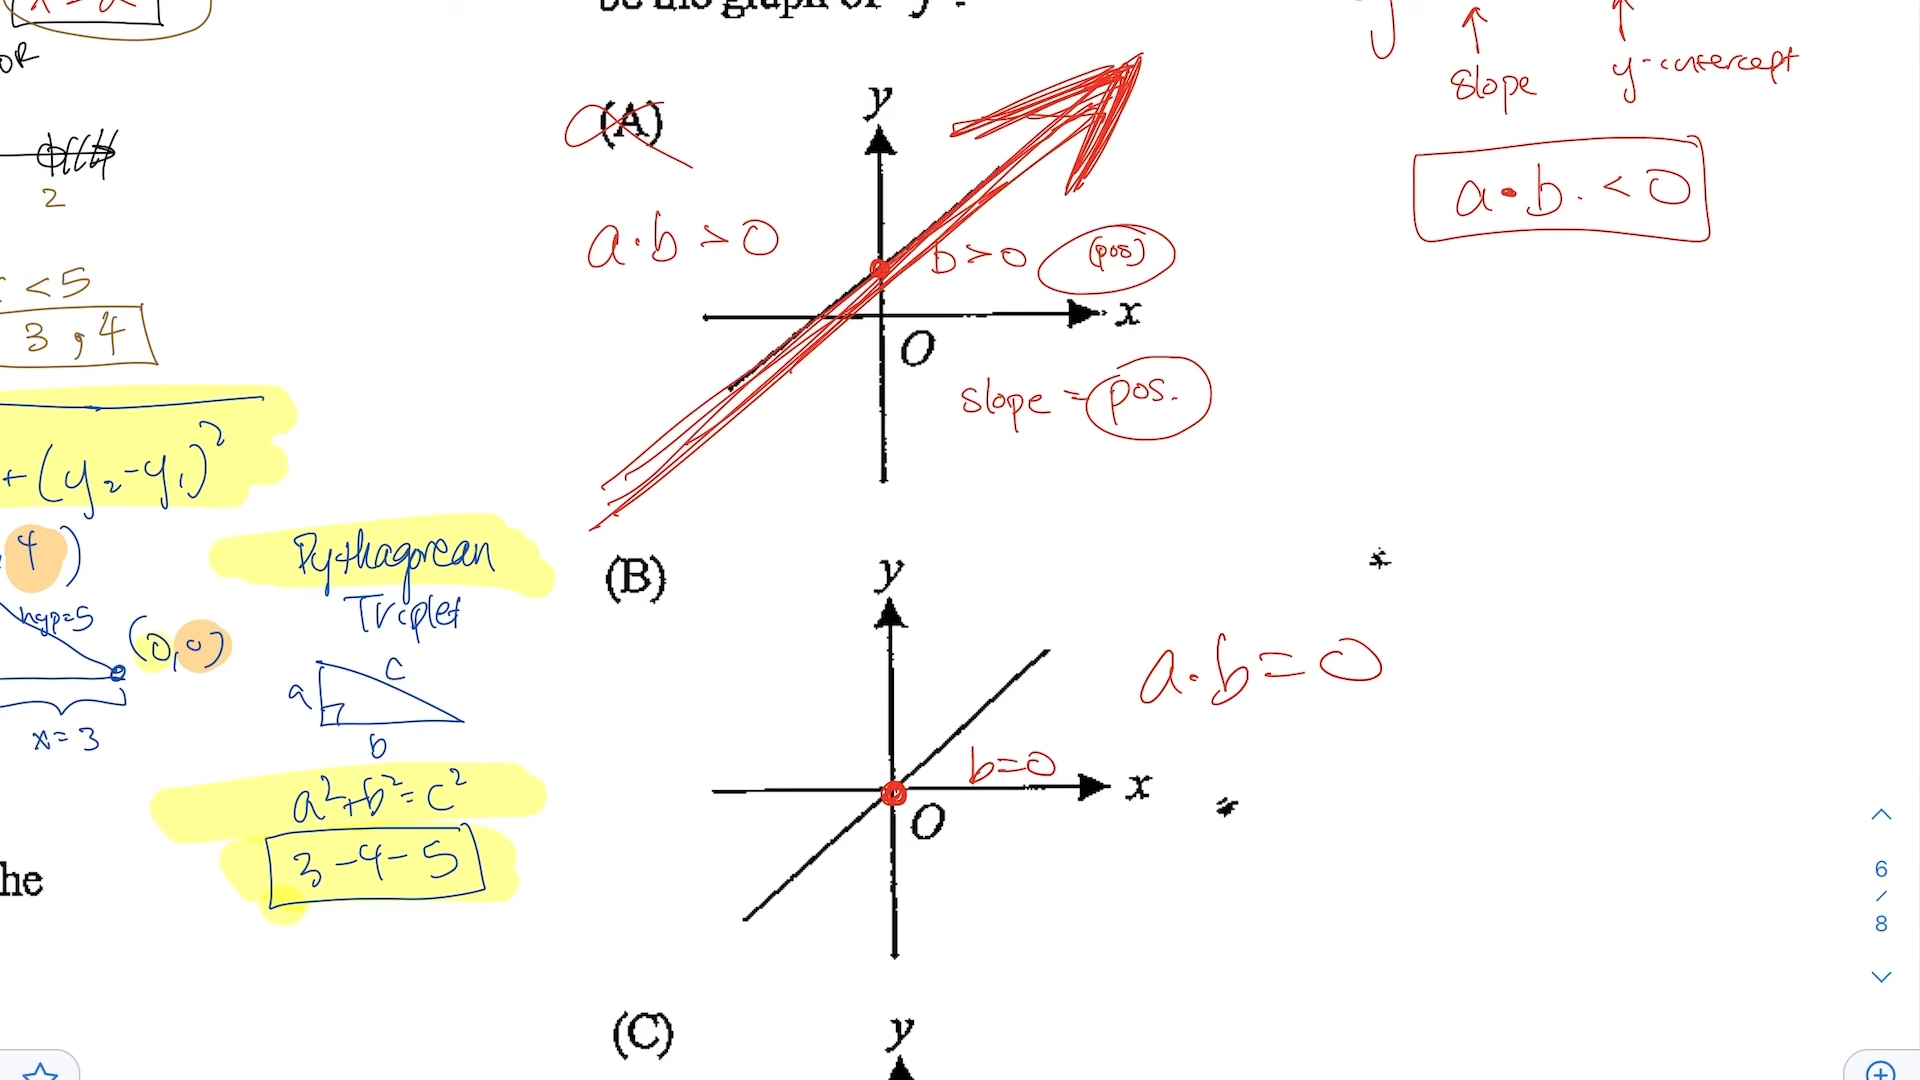 OR
2
< 5
3 , 4
+ (y₂-y₁)²
4 )
hyp=5
(0,0)
x=3
he
Pythagorean
Triplet
a
c
b
a²+b²=c²
3-4-5
be the graph of y
(A)
y
a·b > 0
b > 0 (pos)
x
O
slope = pos.
(B)
y
a·b=0
b=0
x
O
(C)
y
y
slope
y-intercept
a·b < 0
6
/
8